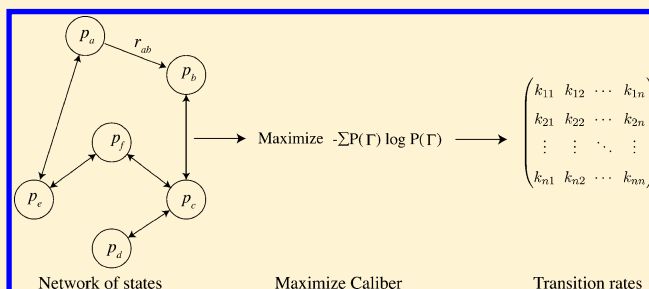 p_a
r_ab
p_b
p_f
p_e
p_c
p_d
Network of states
Maximize -∑P(Γ) log P(Γ)
Maximize Caliber
k_11 k_12 ⋯ k_1n
k_21 k_22 ⋯ k_2n
⋮ ⋮ ⋱ ⋮
k_n1 k_n2 ⋯ k_nn
Transition rates